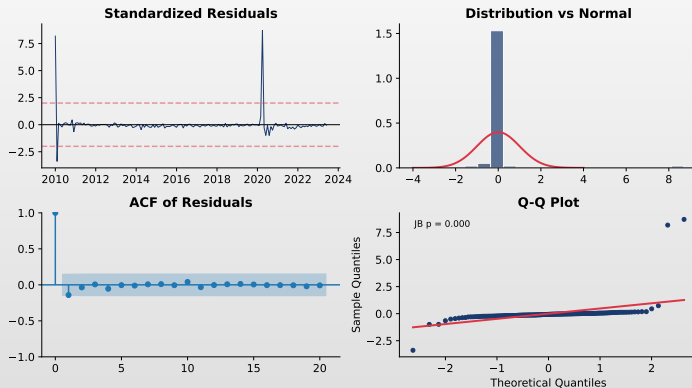 Standardized Residuals
7.5
5.0
2.5
0.0
−2.5
2010 2012 2014 2016 2018 2020 2022 2024
Distribution vs Normal
1.5
1.0
0.5
0.0
−4 −2 0 2 4 6 8
ACF of Residuals
1.0
0.5
0.0
−0.5
−1.0
0 5 10 15 20
Q-Q Plot
JB p = 0.000
Sample Quantiles
7.5
5.0
2.5
0.0
−2.5
−2 −1 0 1 2
Theoretical Quantiles